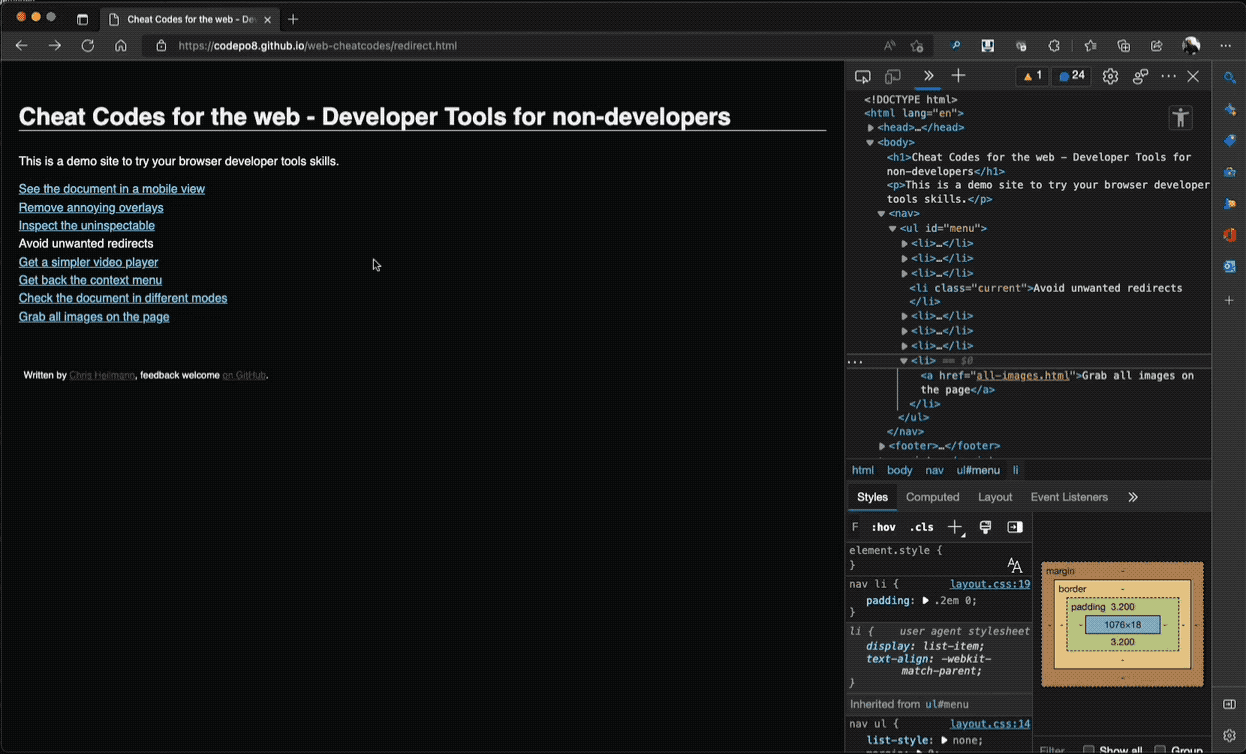 Cheat Codes for the web - De
https://codepo8.github.io/web-cheatcodes/redirect.html
1 24
Cheat Codes for the web - Developer Tools for non-developers
This is a demo site to try your browser developer tools skills.
See the document in a mobile view
Remove annoying overlays
Inspect the uninspectable
Avoid unwanted redirects
Get a simpler video player
Get back the context menu
Check the document in different modes
Grab all images on the page
Written by Chris Heilmann, feedback welcome on GitHub.
<!DOCTYPE html>
<html lang="en">
<head>…</head>
<body>
<h1>Cheat Codes for the web - Developer Tools for
non-developers</h1>
<p>This is a demo site to try your browser developer
tools skills.</p>
<nav>
<ul id="menu">
<li>…</li>
<li>…</li>
<li>…</li>
<li class="current">Avoid unwanted redirects
</li>
<li>…</li>
<li>…</li>
<li>…</li>
<li> == $0
<a href="all-images.html">Grab all images on
the page</a>
</li>
</ul>
</nav>
<footer>…</footer>
html body nav ul#menu li
Styles Computed Layout Event Listeners
F :hov .cls
element.style {
}
nav li { layout.css:19
padding: .2em 0;
}
li { user agent stylesheet
display: list-item;
text-align: -webkit-
match-parent;
}
Inherited from ul#menu
nav ul { layout.css:14
list-style: none;
margin -
border -
padding 3.200
- - - 1076×18 - - -
3.200
-
-
Filter Show all Group